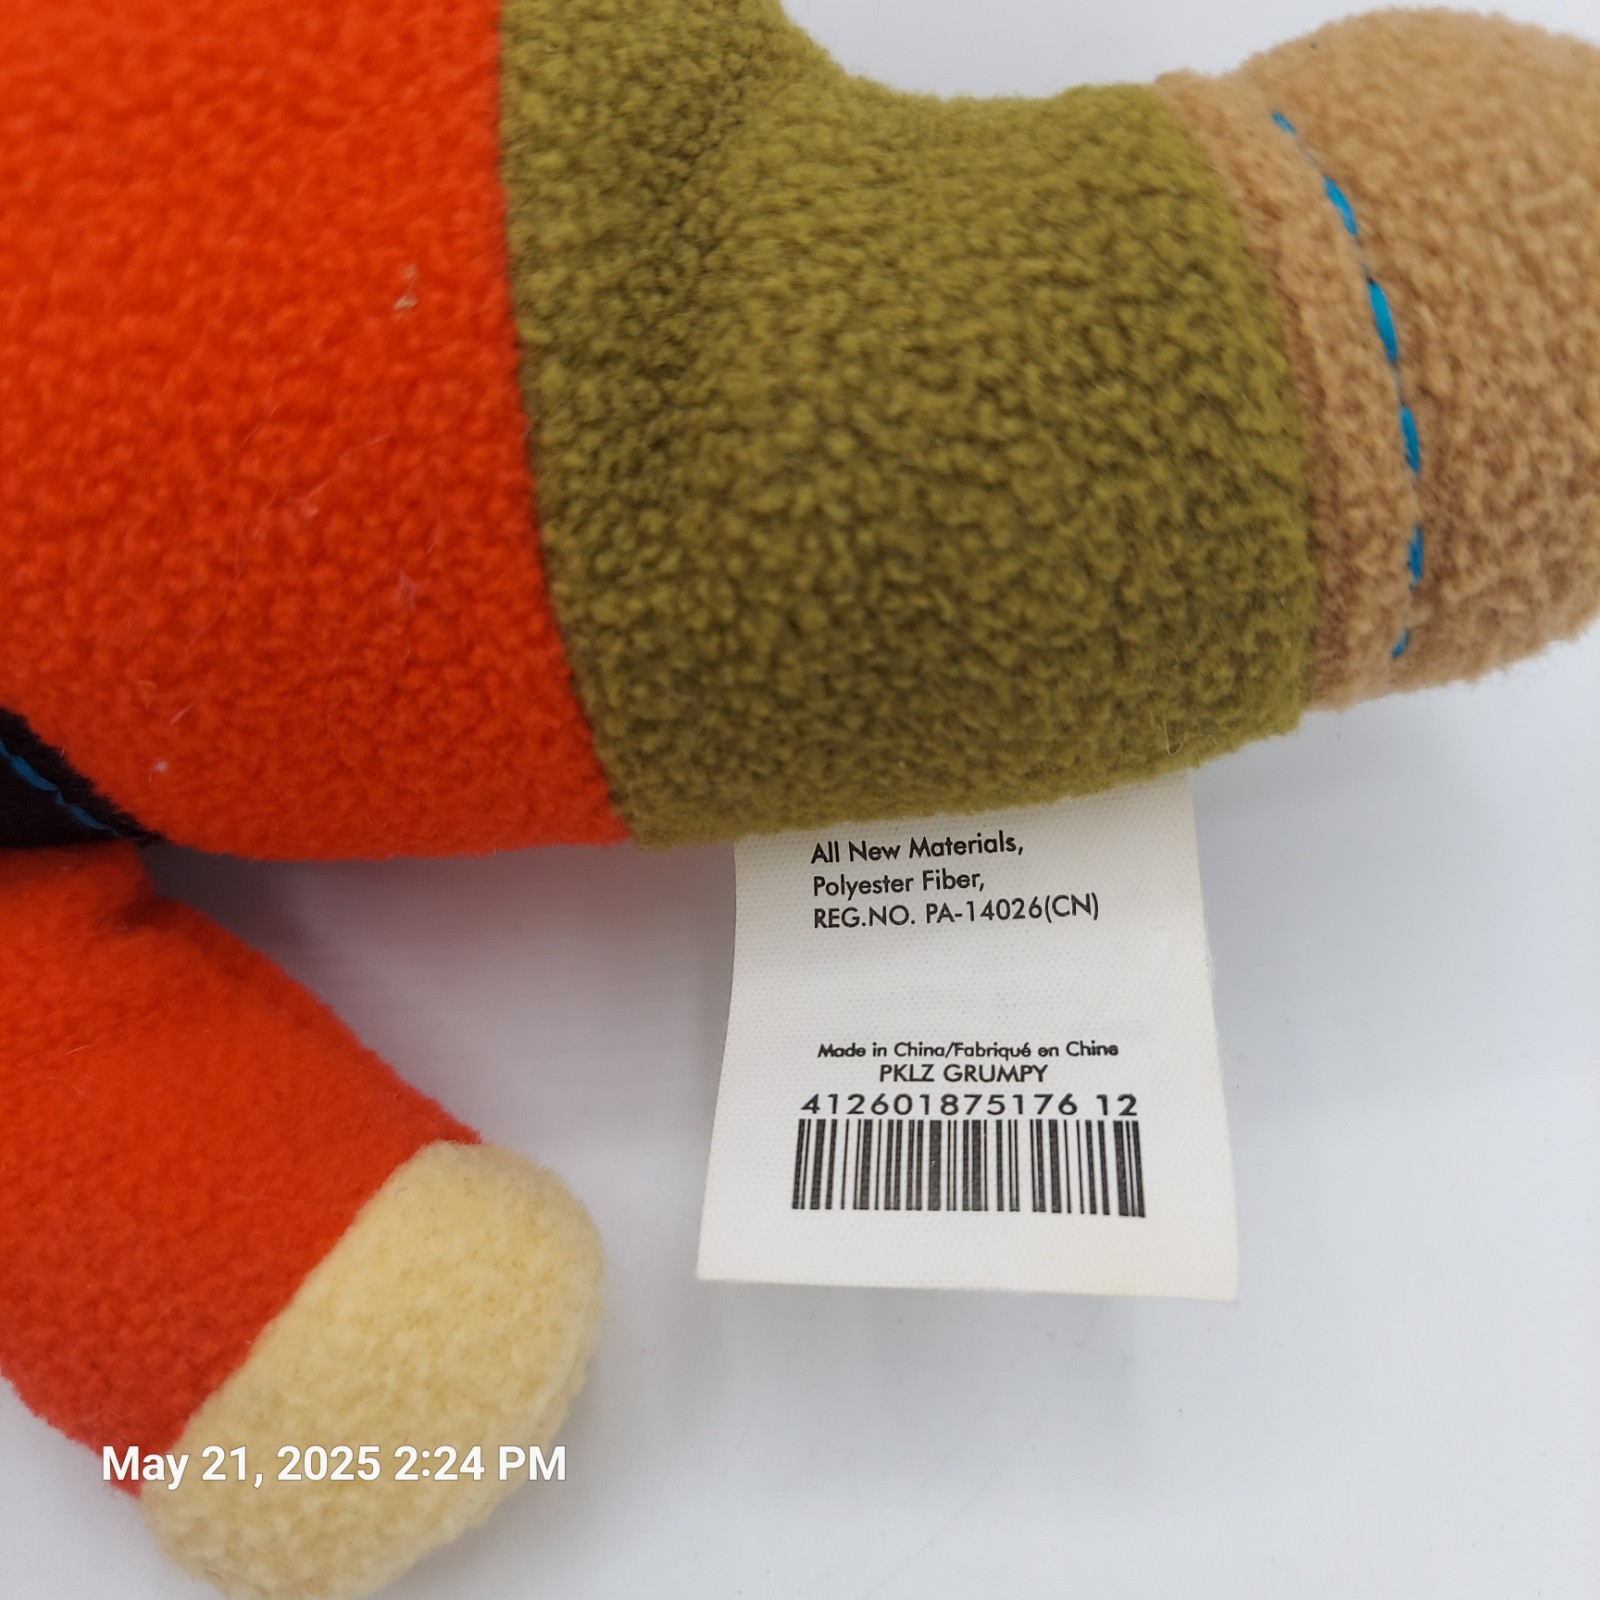 All New Materials,
Polyester Fiber,
REG.NO. PA-14026(CN)
Made in China/Fabriqué en Chine
PKLZ GRUMPY
412601875176 12
May 21, 2025 2:24 PM